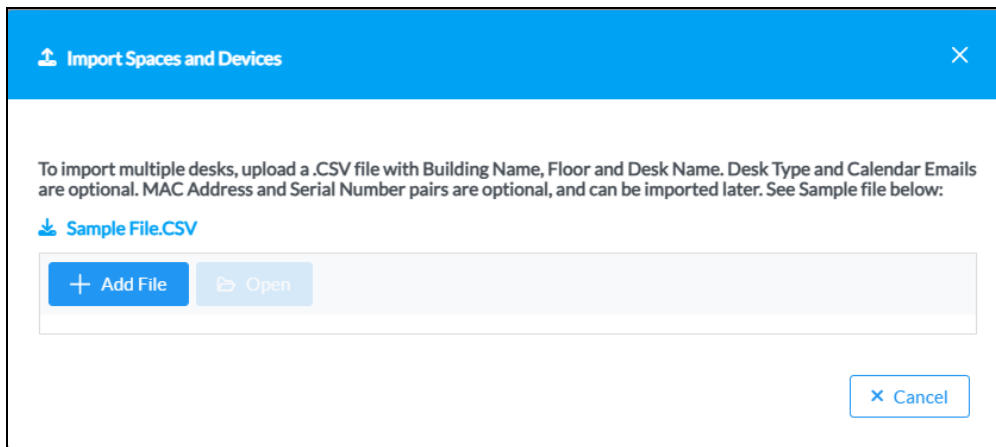 Import Spaces and Devices
To import multiple desks, upload a .CSV file with Building Name, Floor and Desk Name. Desk Type and Calendar Emails
are optional. MAC Address and Serial Number pairs are optional, and can be imported later. See Sample file below:
Sample File.CSV
Add File Open
Cancel